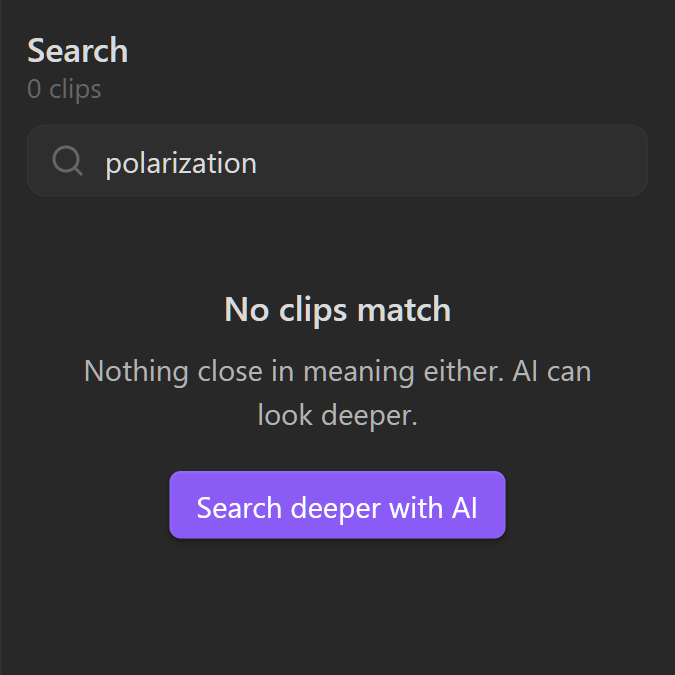 Search
0 clips
polarization
No clips match
Nothing close in meaning either. AI can
look deeper.
Search deeper with AI